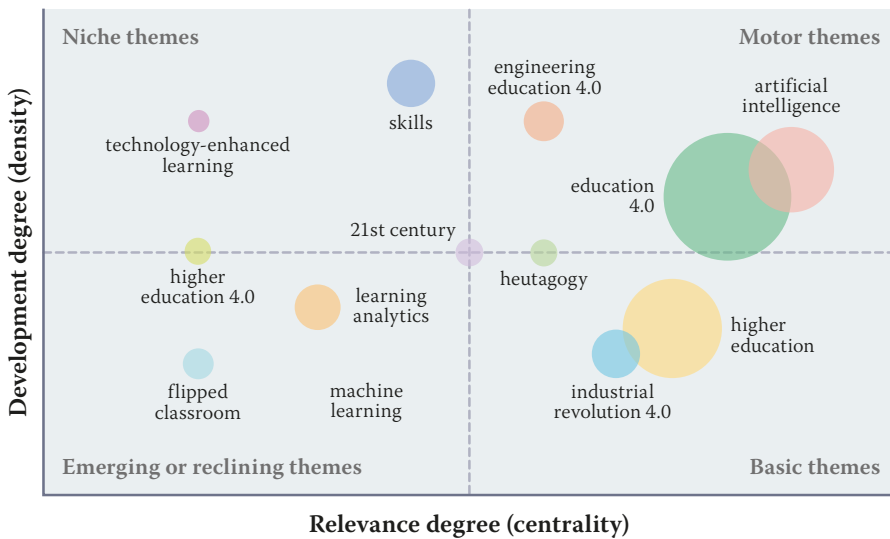 Niche themes
Motor themes
engineering
education 4.0
artificial
intelligence
skills
technology-enhanced
learning
education
4.0
21st century
higher
education 4.0
learning
analytics
heutagogy
higher
education
flipped
classroom
machine
learning
industrial
revolution 4.0
Emerging or reclining themes
Basic themes
Development degree (density)
Relevance degree (centrality)